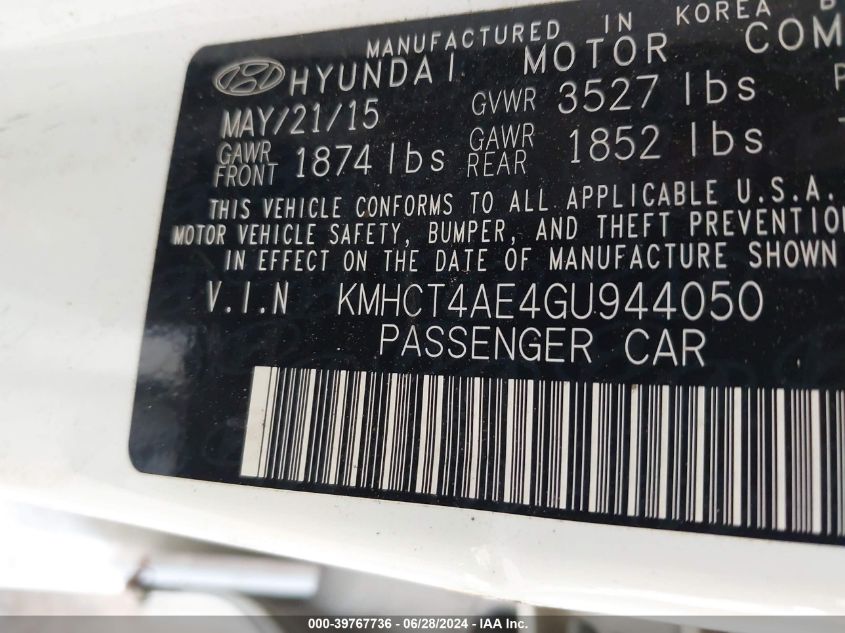 MANUFACTURED IN KOREA B
HYUNDAI MOTOR COM
MAY/21/15 GVWR 3527 lbs P
GAWR FRONT 1874 lbs GAWR REAR 1852 lbs
THIS VEHICLE CONFORMS TO ALL APPLICABLE U.S.A.
MOTOR VEHICLE SAFETY, BUMPER, AND THEFT PREVENTION
IN EFFECT ON THE DATE OF MANUFACTURE SHOWN
V.I.N KMHCT4AE4GU944050
PASSENGER CAR
000-39767736 - 06/28/2024 - IAA Inc.